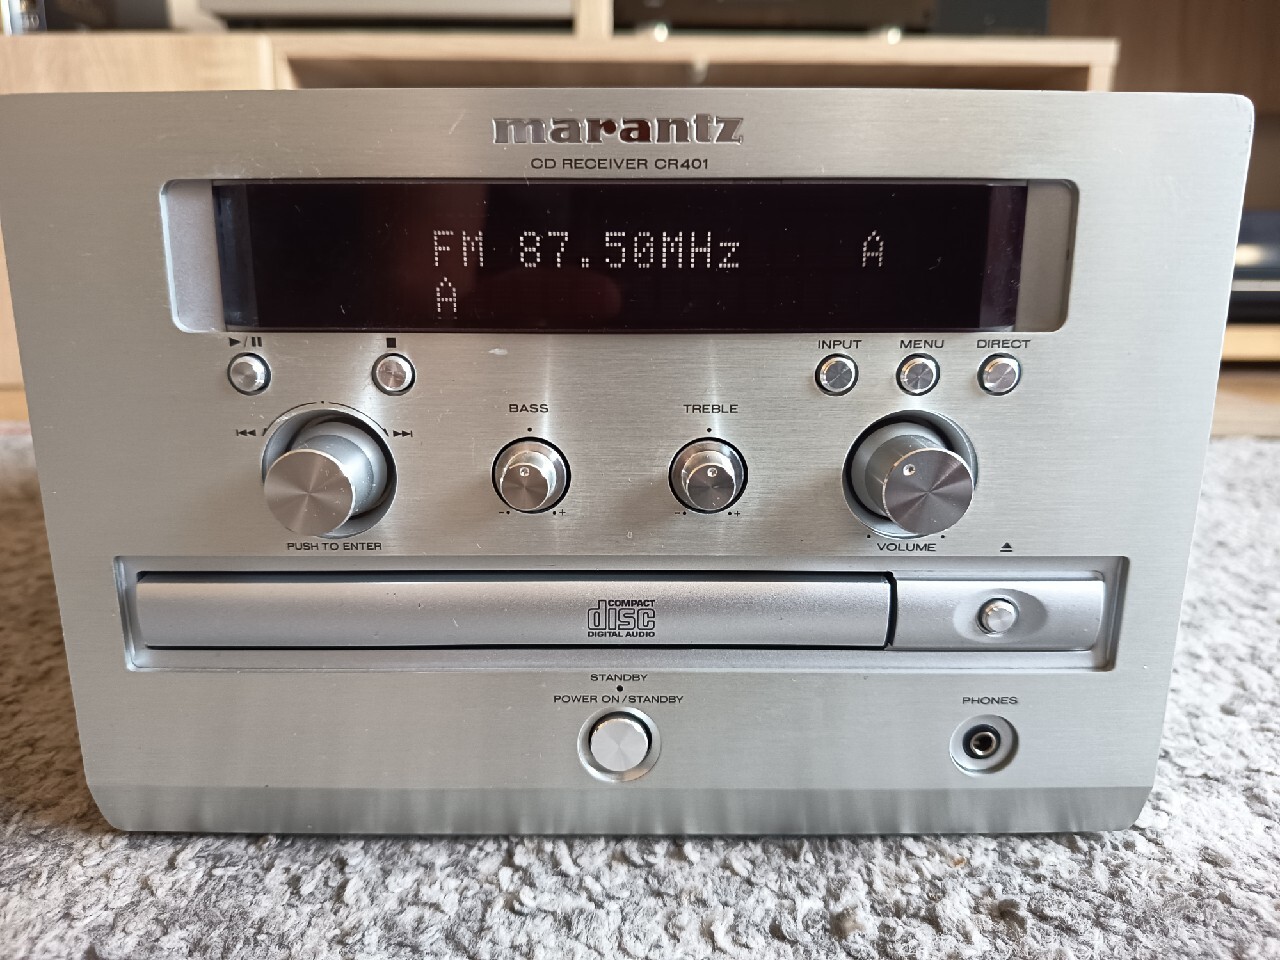 marantz
CD RECEIVER CR401
FM 87.50MHz A
A
INPUT MENU DIRECT
BASS TREBLE
PUSH TO ENTER
VOLUME
COMPACT
disc
DIGITAL AUDIO
STANDBY
POWER ON/STANDBY
PHONES